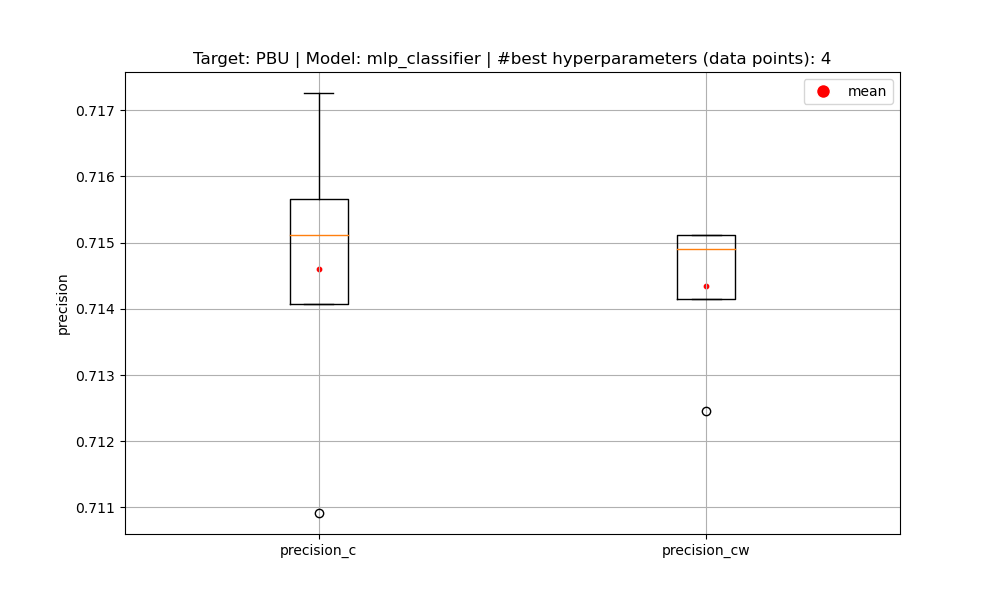 Target: PBU | Model: mlp_classifier | #best hyperparameters (data points): 4
mean
0.717
0.716
0.715
0.714
0.713
0.712
0.711
precision
precision_c
precision_cw